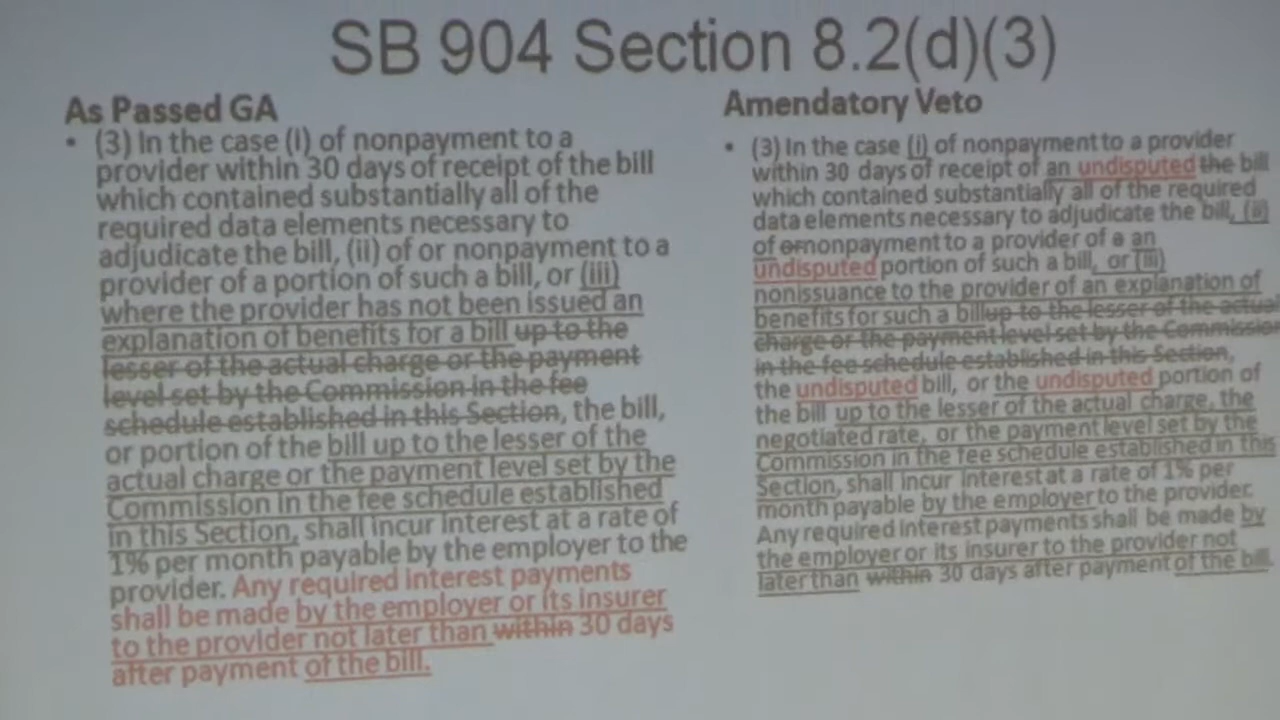 SB 904 Section 8.2(d)(3)
As Passed GA
• (3) In the case (i) of nonpayment to a
provider within 30 days of receipt of the bill
which contained substantially all of the
required data elements necessary to
adjudicate the bill, (ii) of or nonpayment to a
provider of a portion of such a bill, or (iii)
where the provider has not been issued an
explanation of benefits for a bill up to the
lesser of the actual charge or the payment
level set by the Commission in the fee
schedule established in this Section, the bill,
or portion of the bill up to the lesser of the
actual charge or the payment level set by the
Commission in the fee schedule established
in this Section, shall incur interest at a rate of
1% per month payable by the employer to the
provider. Any required interest payments
shall be made by the employer or its insurer
to the provider not later than within 30 days
after payment of the bill.
Amendatory Veto
• (3) In the case (i) of nonpayment to a provider
within 30 days of receipt of an undisputed the bill
which contained substantially all of the required
data elements necessary to adjudicate the bill, (ii)
of or nonpayment to a provider of a an
undisputed portion of such a bill, or (iii)
nonissuance to the provider of an explanation of
benefits for such a bill up to the lesser of the actual
charge or the payment level set by the Commission
in the fee schedule established in this Section,
the undisputed bill, or the undisputed portion of
the bill up to the lesser of the actual charge, the
negotiated rate, or the payment level set by the
Commission in the fee schedule established in this
Section, shall incur interest at a rate of 1% per
month payable by the employer to the provider.
Any required interest payments shall be made by
the employer or its insurer to the provider not
later than within 30 days after payment of the bill.